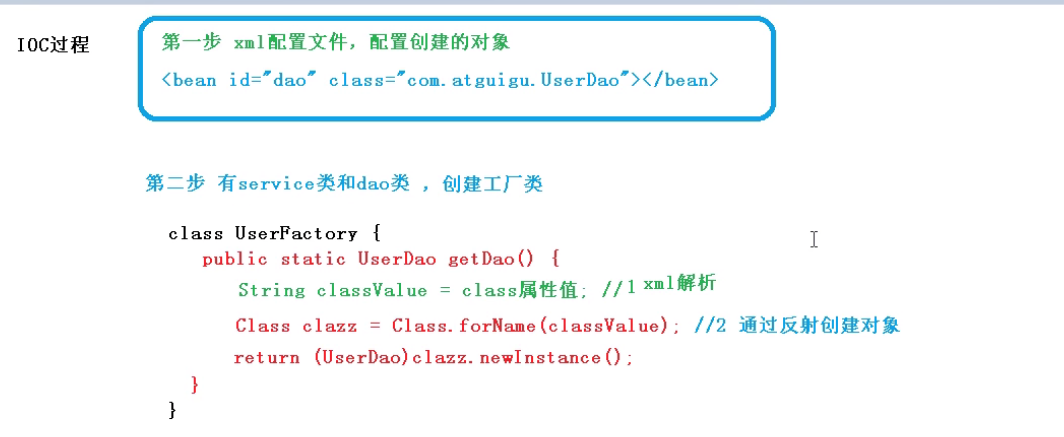 IOC过程
第一步 xml配置文件，配置创建的对象
<bean id="dao" class="com.atguigu.UserDao"></bean>
第二步 有service类和dao类 ，创建工厂类
class UserFactory {
public static UserDao getDao() {
String classValue = class属性值; //1 xml解析
Class clazz = Class.forName(classValue); //2 通过反射创建对象
return (UserDao)clazz.newInstance();
}
}